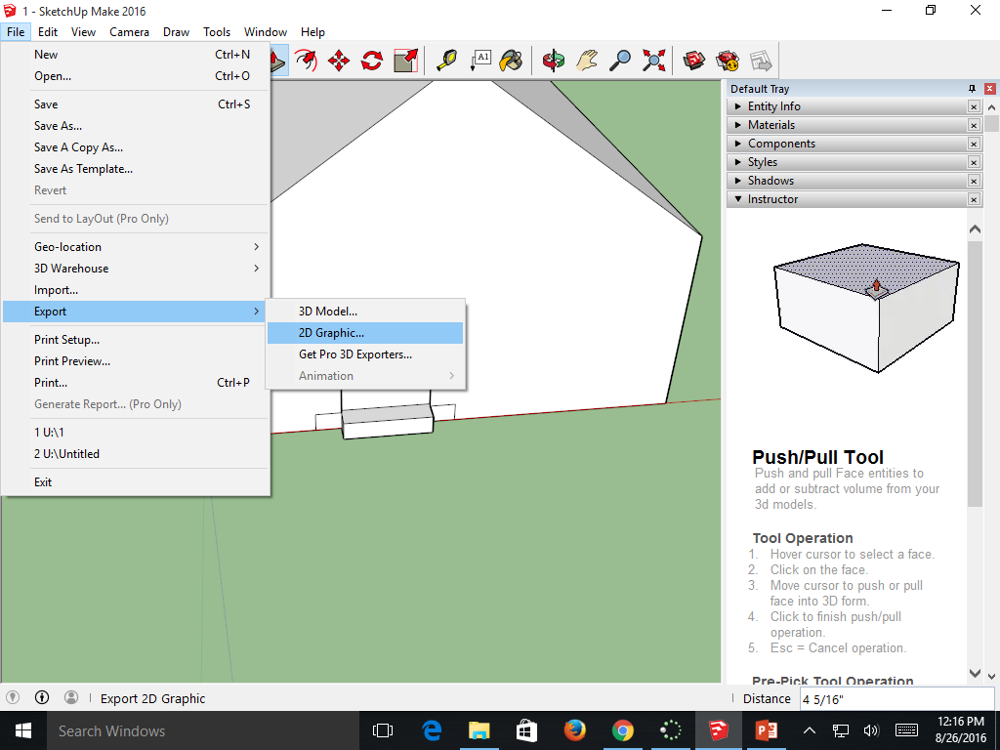 1 - SketchUp Make 2016
File Edit View Camera Draw Tools Window Help
New Ctrl+N
Open... Ctrl+O
Save Ctrl+S
Save As...
Save A Copy As...
Save As Template...
Revert
Send to LayOut (Pro Only)
Geo-location
3D Warehouse
Import...
Export
Print Setup...
Print Preview...
Print... Ctrl+P
Generate Report... (Pro Only)
1 U:\1
2 U:\Untitled
Exit
3D Model...
2D Graphic...
Get Pro 3D Exporters...
Animation
A1
Default Tray
Entity Info
Materials
Components
Styles
Shadows
Instructor
Push/Pull Tool
Push and pull Face entities to
add or subtract volume from your
3d models.
Tool Operation
1. Hover cursor to select a face.
2. Click on the face.
3. Move cursor to push or pull
face into 3D form.
4. Click to finish push/pull
operation.
5. Esc = Cancel operation.
Pre-Pick Tool Operation
Export 2D Graphic
Distance 4 5/16"
Search Windows
12:16 PM
8/26/2016